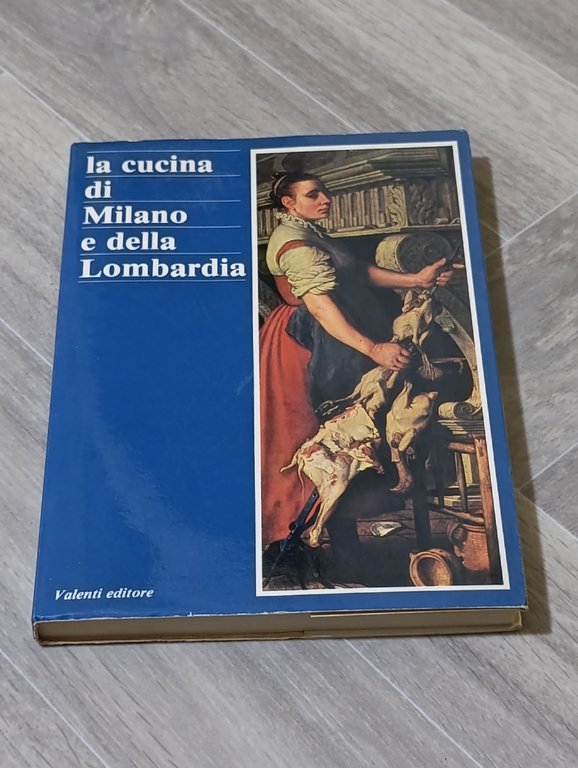 la cucina
di
Milano
e della
Lombardia
Valenti editore